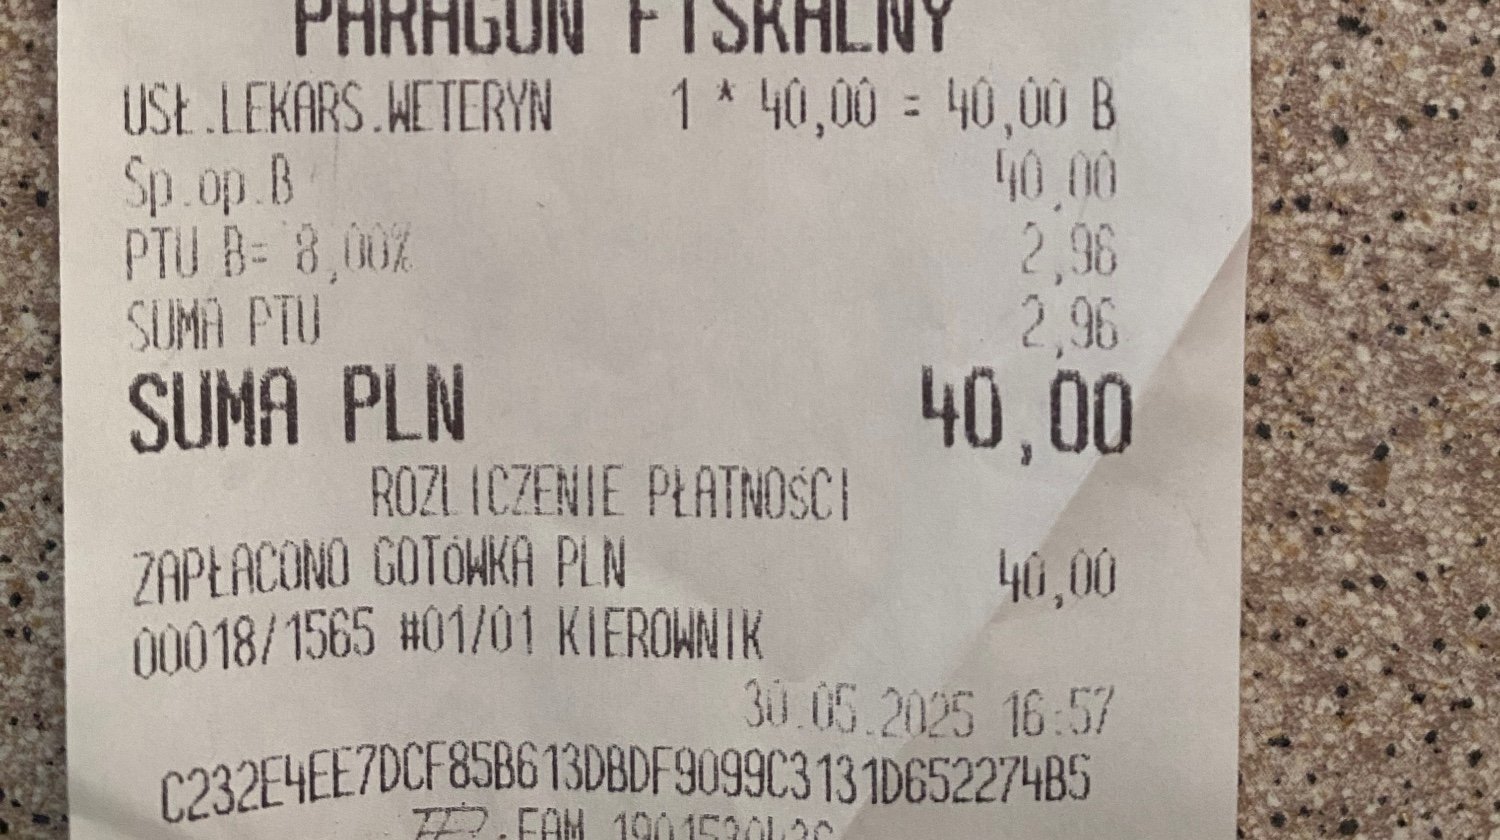 PARAGON FISKALNY
USŁ.LEKARS.WETERYN 1 * 40,00 = 40,00 B
Sp.op.B 40,00
PTU B= 8,00% 2,96
SUMA PTU 2,96
SUMA PLN 40,00
ROZLICZENIE PŁATNOŚCI
ZAPŁACONO GOTÓWKA PLN 40,00
00018/1565 #01/01 KIEROWNIK
30.05.2025 16:57
C232E4EE7DCF85B613DBDF9099C3131D652274B5
EAM